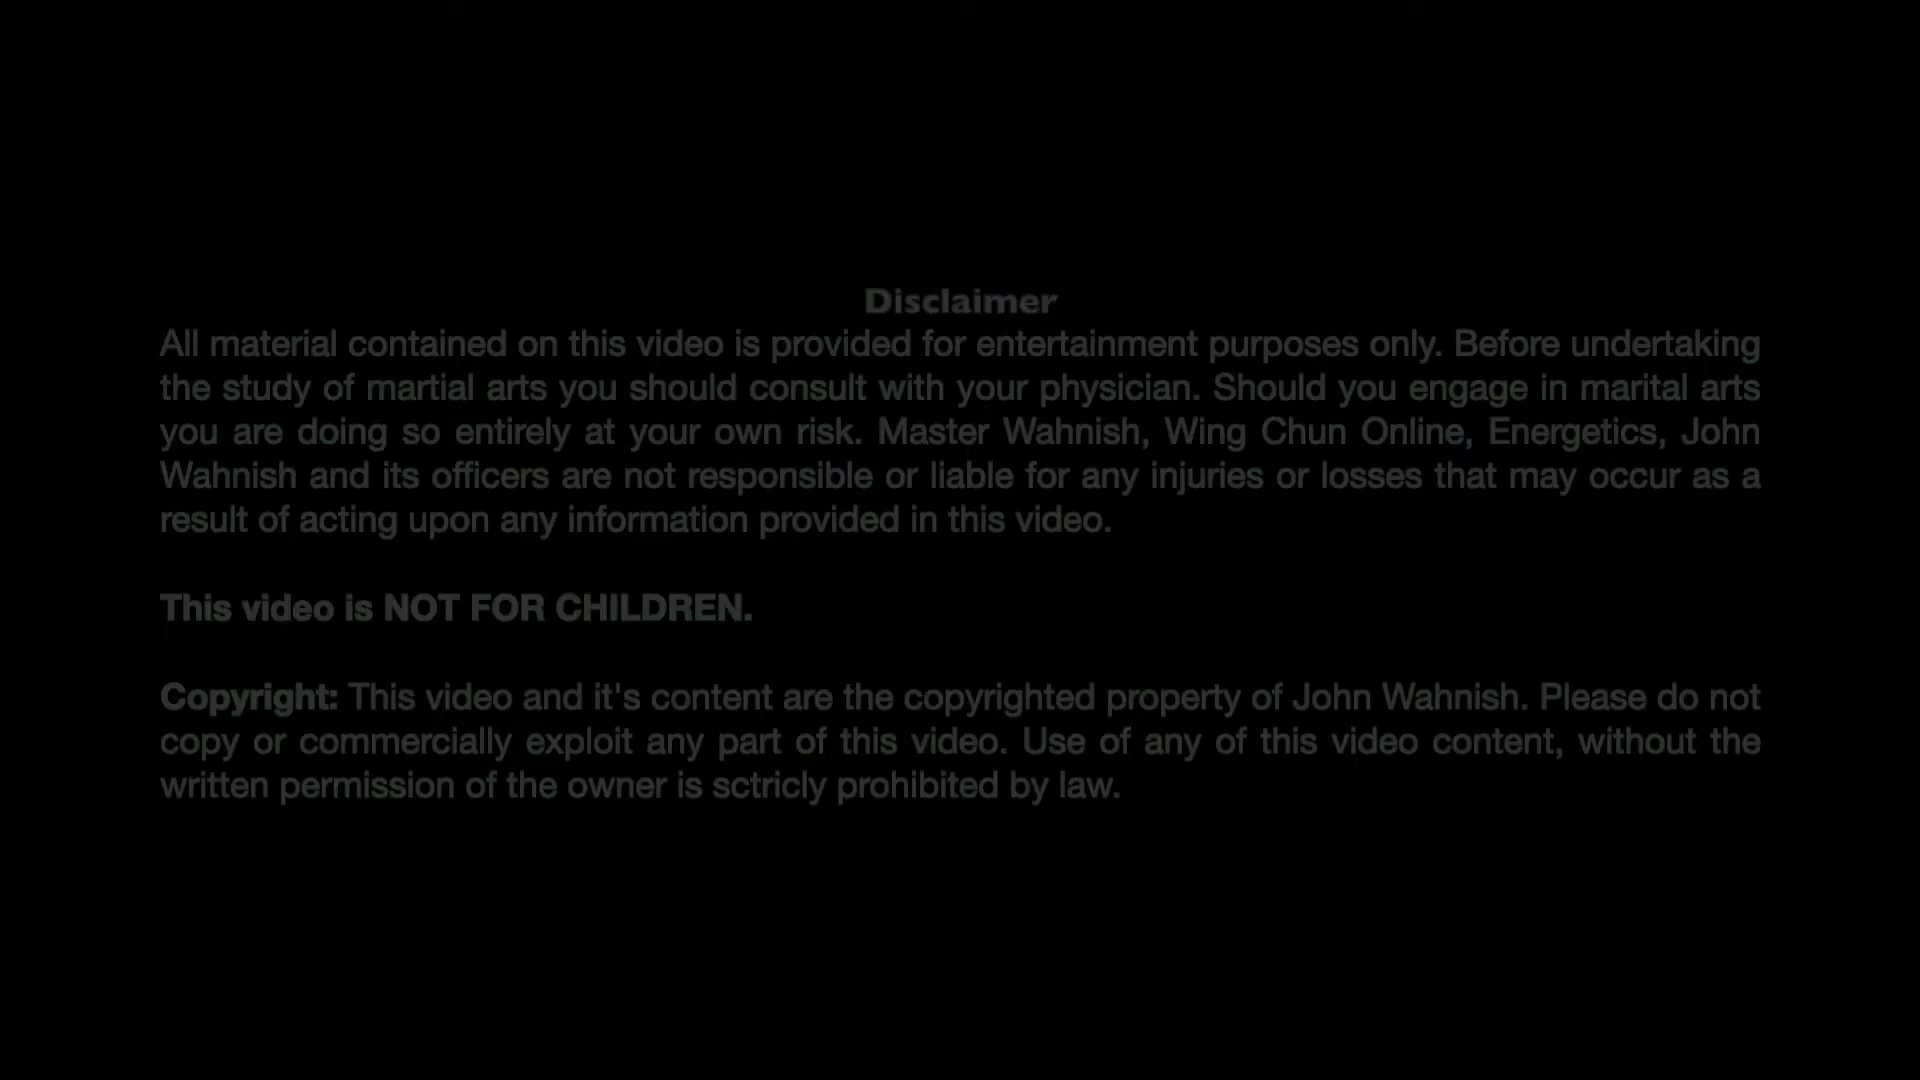 Disclaimer
All material contained on this video is provided for entertainment purposes only. Before undertaking
the study of martial arts you should consult with your physician. Should you engage in marital arts
you are doing so entirely at your own risk. Master Wahnish, Wing Chun Online, Energetics, John
Wahnish and its officers are not responsible or liable for any injuries or losses that may occur as a
result of acting upon any information provided in this video.
This video is NOT FOR CHILDREN.
Copyright: This video and it's content are the copyrighted property of John Wahnish. Please do not
copy or commercially exploit any part of this video. Use of any of this video content, without the
written permission of the owner is sctricly prohibited by law.